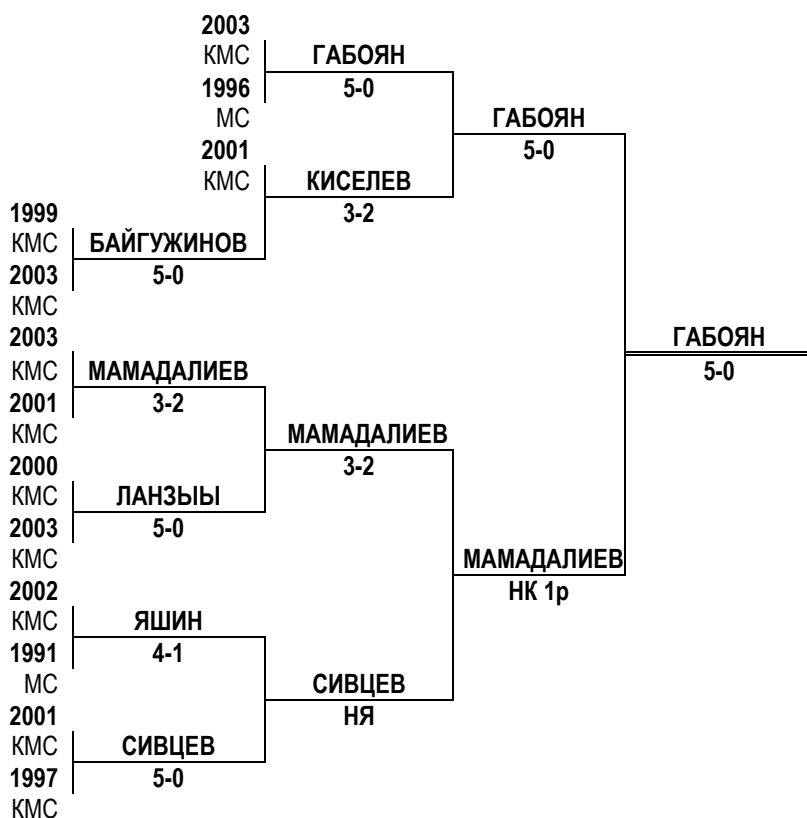 2003
КМС ГАБОЯН
1996 5-0
МС ГАБОЯН
2001 5-0
КМС КИСЕЛЕВ
1999 3-2
КМС БАЙГУЖИНОВ
2003 5-0
КМС
2003 ГАБОЯН
КМС МАМАДАЛИЕВ 5-0
2001 3-2
КМС МАМАДАЛИЕВ
2000 3-2
КМС ЛАНЗЫЫ
2003 5-0
КМС МАМАДАЛИЕВ
2002 НК 1р
КМС ЯШИН
1991 4-1
МС СИВЦЕВ
2001 НЯ
КМС СИВЦЕВ
1997 5-0
КМС